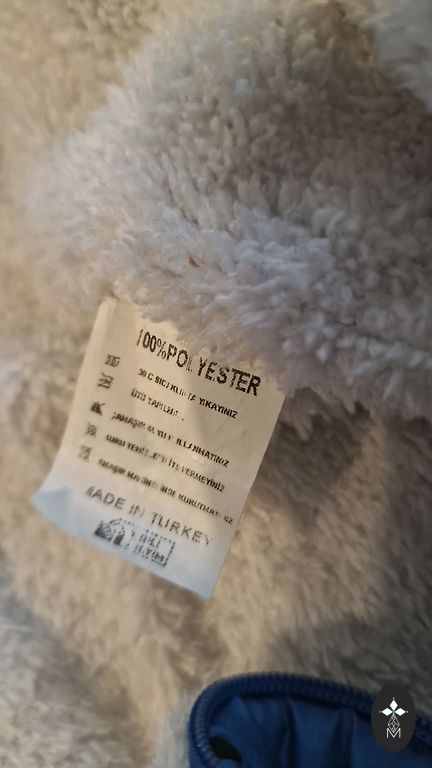 100% POLYESTER
30 C SICAKLIKTA YIKAYINIZ
ÜTÜ YAPILMAZ
ÇAMAŞIR SUYU KULLANMAYINIZ
KURU TEMİZLEMEYE VERMEYİNİZ
ÇAMAŞIR MAKİNESİNDE KURUTMAYINIZ
MADE IN TURKEY
M